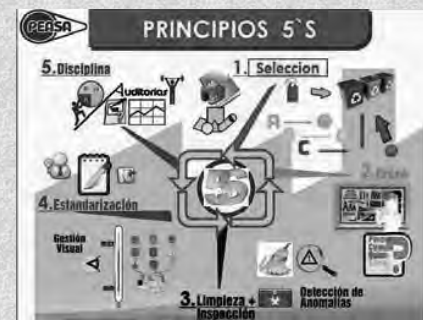 PEASA
PRINCIPIOS 5`S
5.Disciplina
Auditorias
1. Seleccion
2.Orden
4.Estandarización
Gestión
Visual
3.Limpieza +
Inspección
Detección de
Anomalías